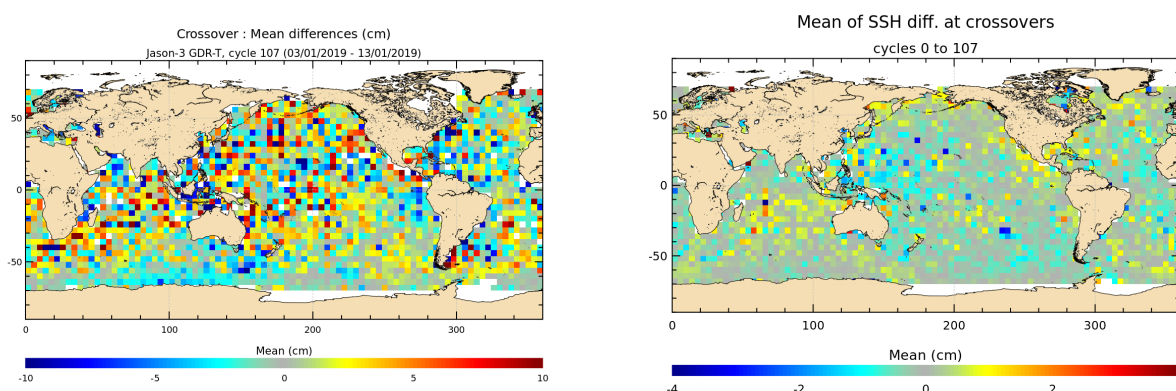 Crossover : Mean differences (cm)
Jason-3 GDR-T, cycle 107 (03/01/2019 - 13/01/2019)
50
0
-50
0 100 200 300
Mean (cm)
-10 -5 0 5 10
Mean of SSH diff. at crossovers
cycles 0 to 107
50
0
-50
0 100 200 300
Mean (cm)
-4 -2 0 2